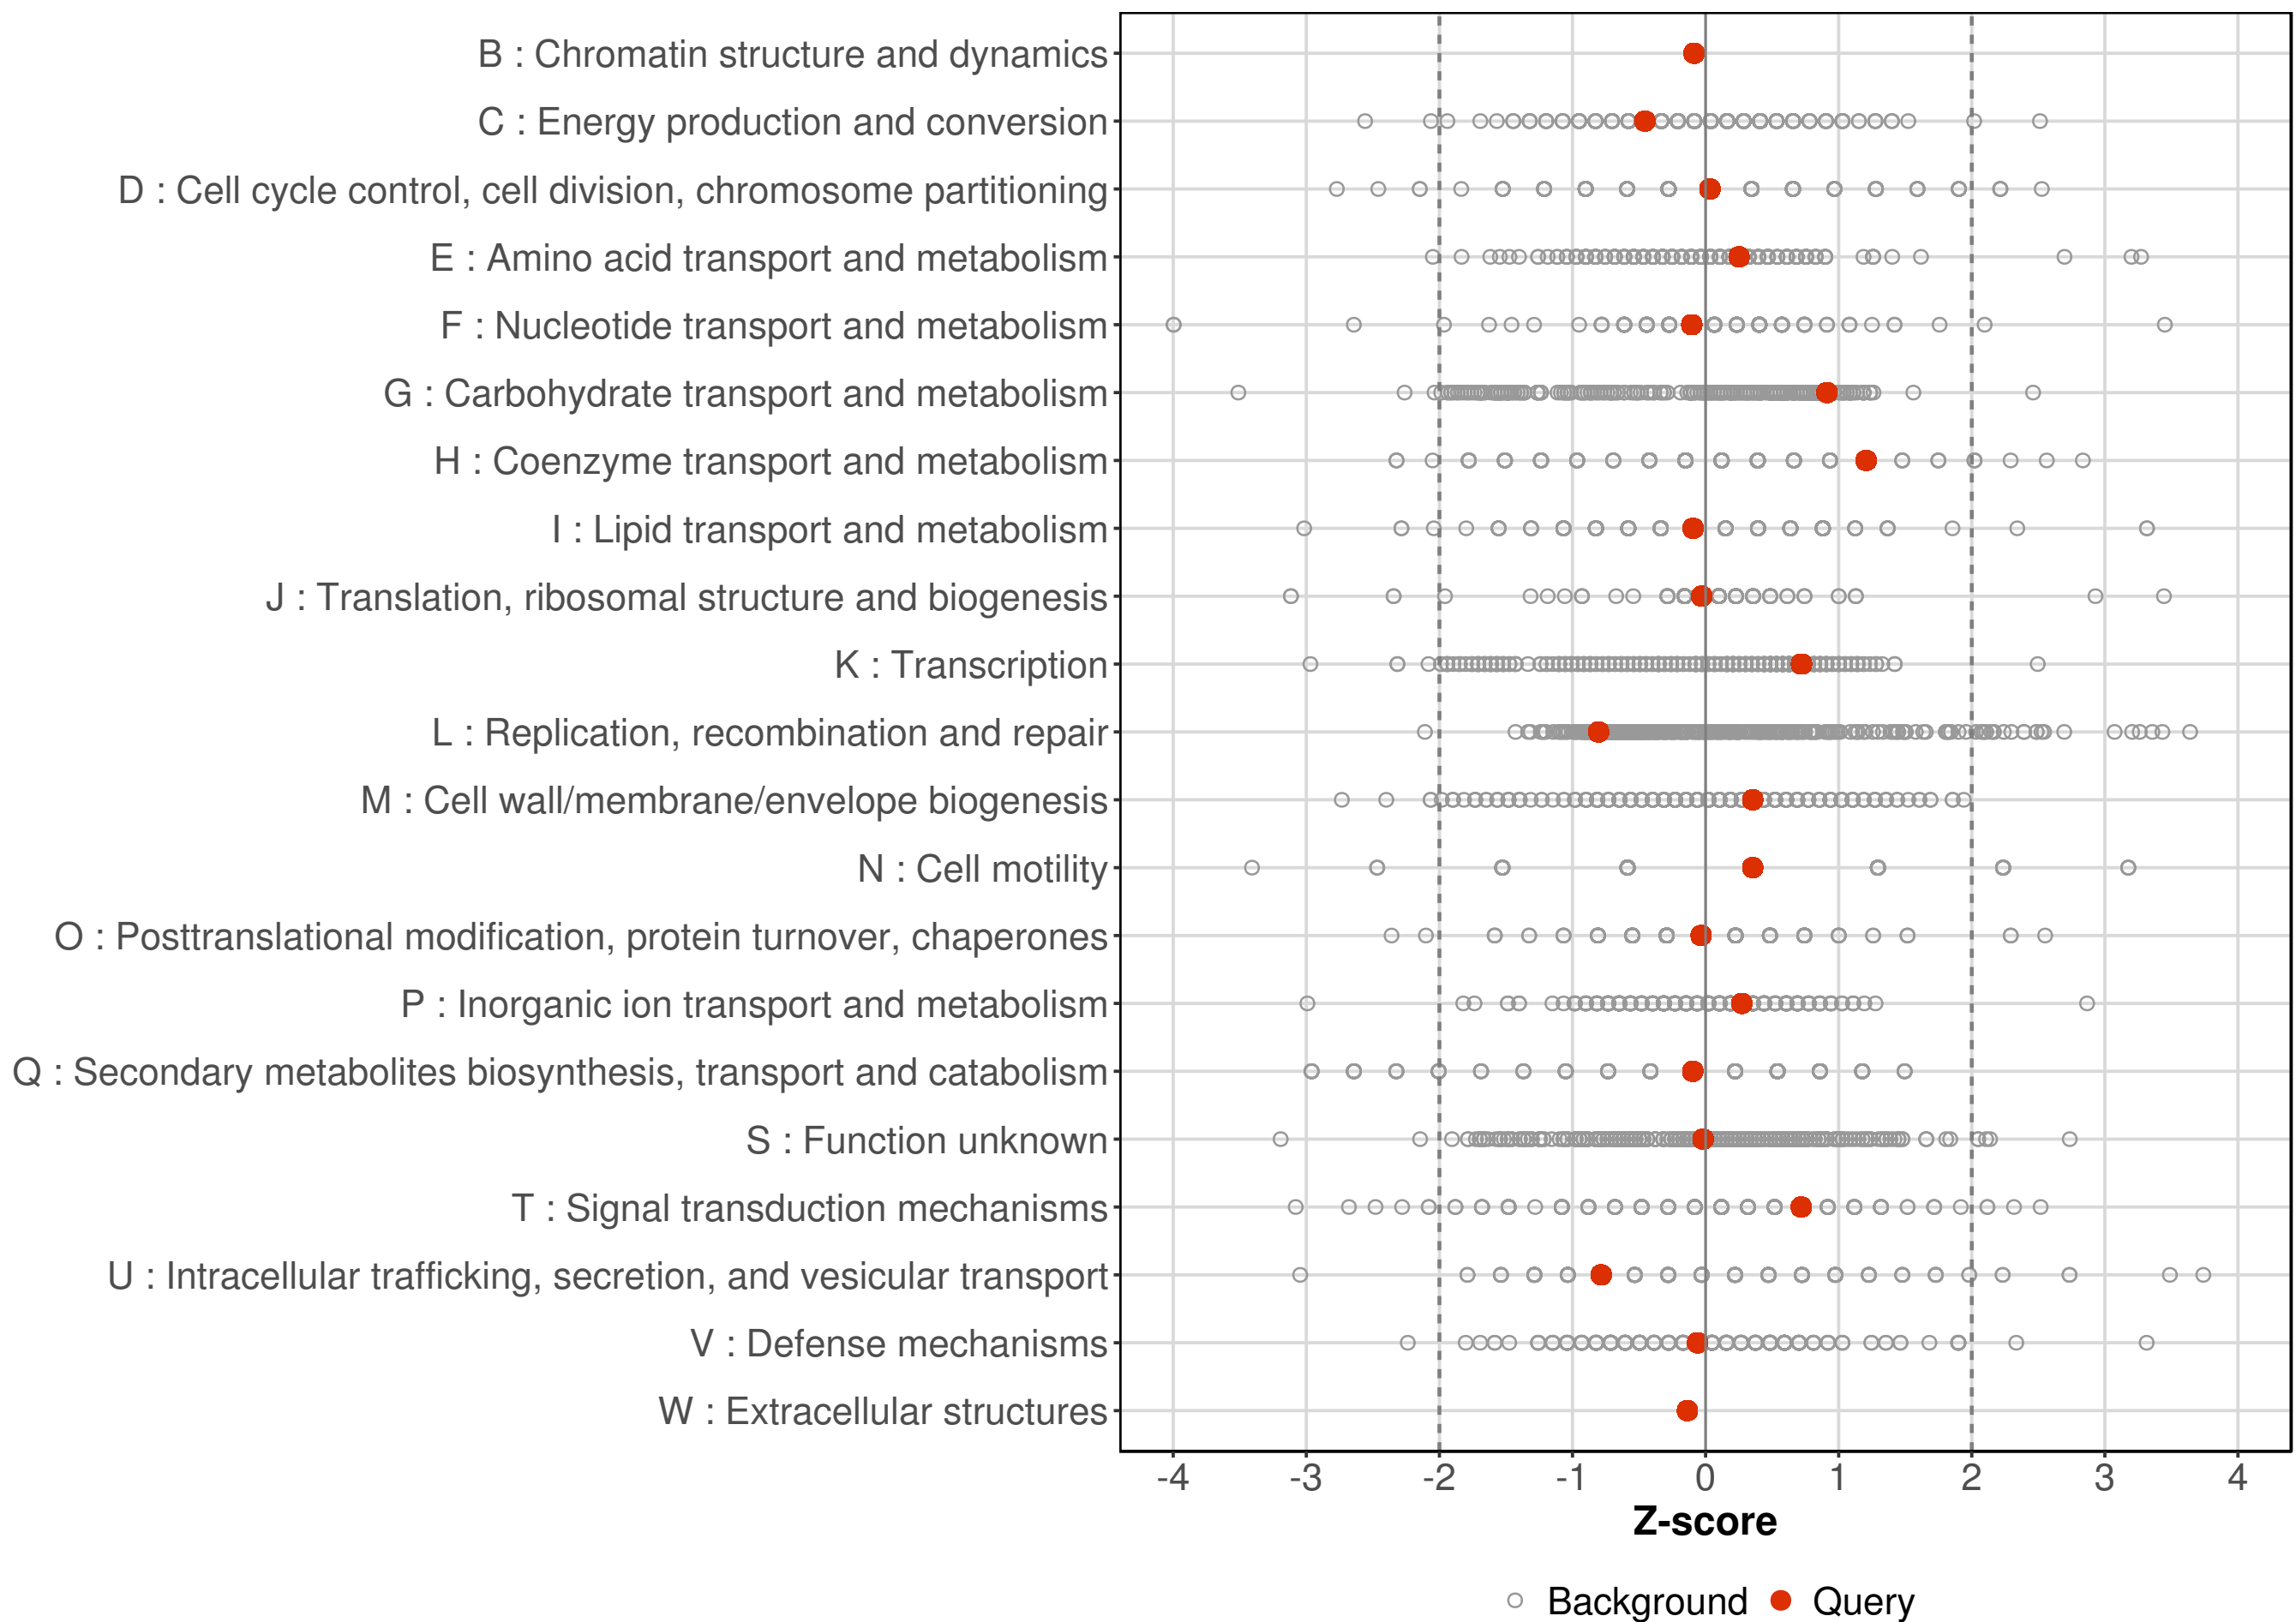 B : Chromatin structure and dynamics
C : Energy production and conversion
D : Cell cycle control, cell division, chromosome partitioning
E : Amino acid transport and metabolism
F : Nucleotide transport and metabolism
G : Carbohydrate transport and metabolism
H : Coenzyme transport and metabolism
I : Lipid transport and metabolism
J : Translation, ribosomal structure and biogenesis
K : Transcription
L : Replication, recombination and repair
M : Cell wall/membrane/envelope biogenesis
N : Cell motility
O : Posttranslational modification, protein turnover, chaperones
P : Inorganic ion transport and metabolism
Q : Secondary metabolites biosynthesis, transport and catabolism
S : Function unknown
T : Signal transduction mechanisms
U : Intracellular trafficking, secretion, and vesicular transport
V : Defense mechanisms
W : Extracellular structures
-4 -3 -2 -1 0 1 2 3 4
Z-score
Background Query